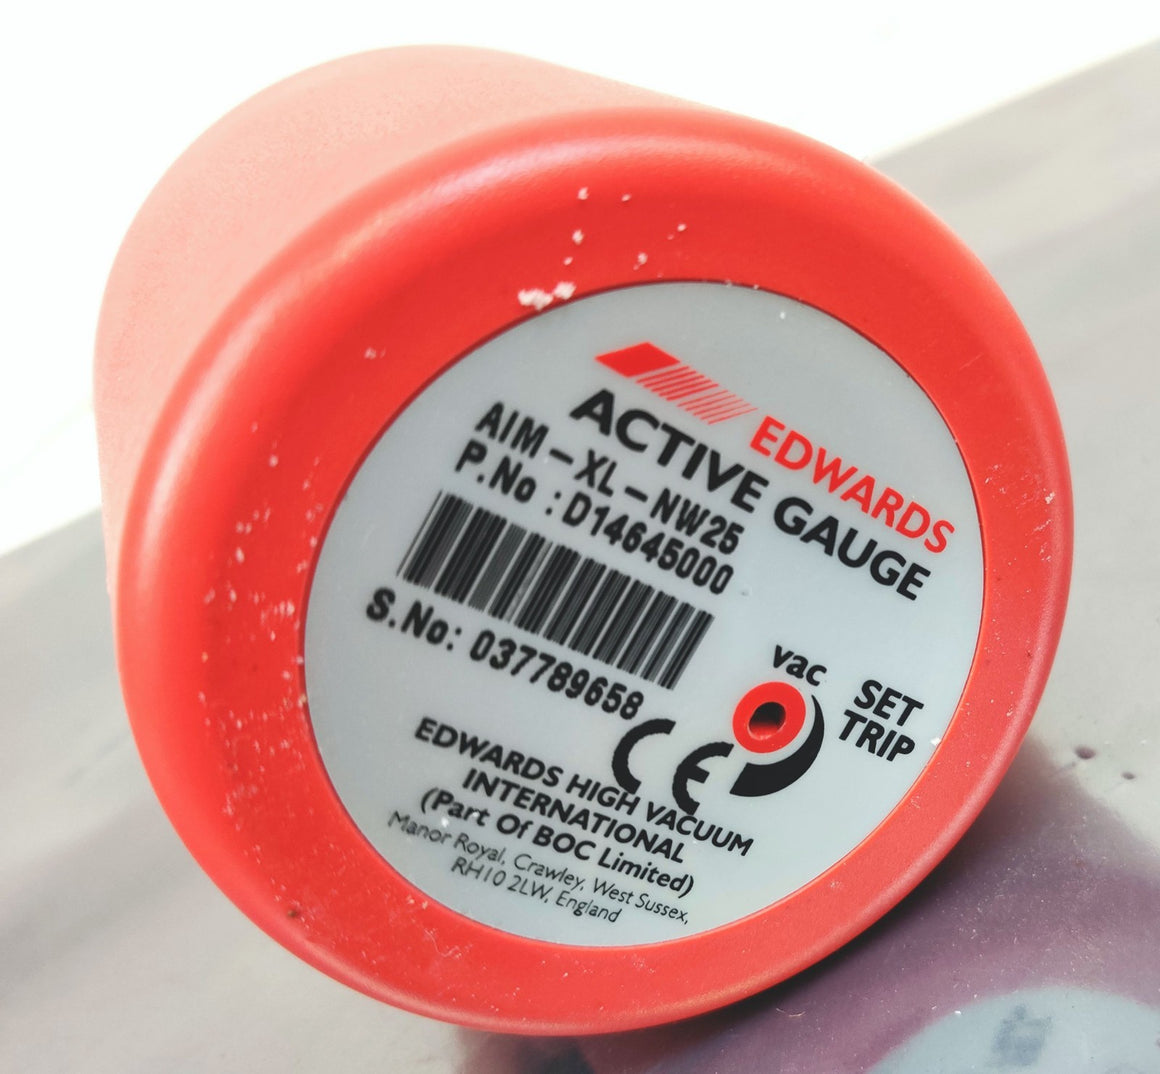 EDWARDS
ACTIVE GAUGE
AIM-XL-NW25
P.No :D14645000
S.No: 037789658
vac
SET
TRIP
CE
EDWARDS HIGH VACUUM
INTERNATIONAL
(Part Of BOC Limited)
Manor Royal, Crawley, West Sussex,
RH10 2LW, England